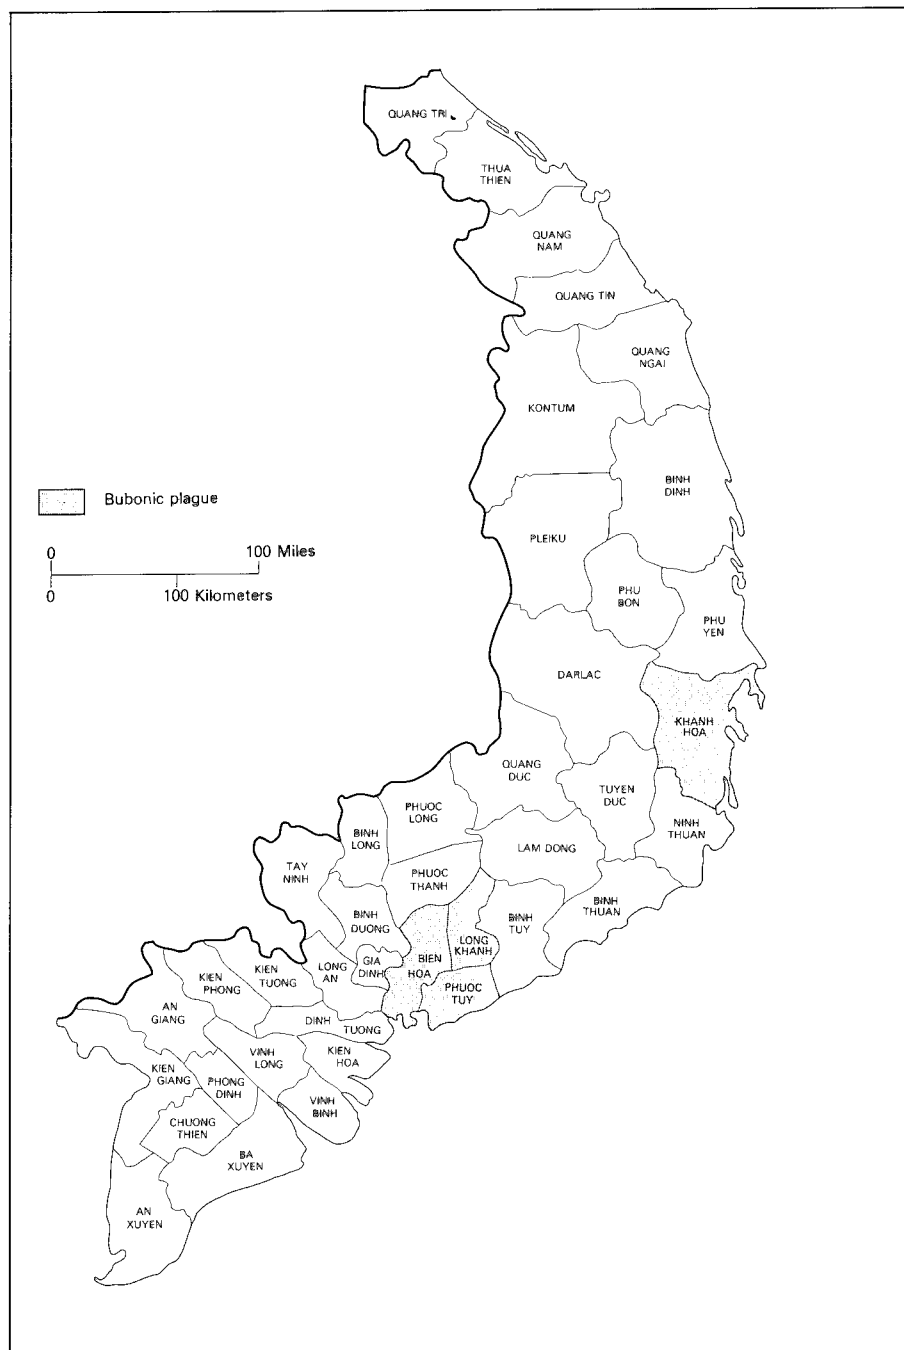 QUANG TRI
THUA
THIEN
QUANG
NAM
QUANG TIN
QUANG
NGAI
KONTUM
BINH
DINH
Bubonic plague
0 100 Miles
0 100 Kilometers
PLEIKU
PHU
BON
PHU
YEN
DARLAC
KHANH
HOA
QUANG
DUC
TUYEN
DUC
NINH
THUAN
PHUOC
LONG
BINH
LONG
LAM DONG
TAY
NINH
PHUOC
THANH
BINH
THUAN
BINH
TUY
BINH
DUONG
LONG
KHANH
BIEN
HOA
GIA
DINH
LONG
AN
KIEN
TUONG
KIEN
PHONG
PHUOC
TUY
AN
GIANG
DINH TUONG
KIEN
HOA
VINH
LONG
KIEN
GIANG
PHONG
DINH
VINH
BINH
CHUONG
THIEN
BA
XUYEN
AN
XUYEN